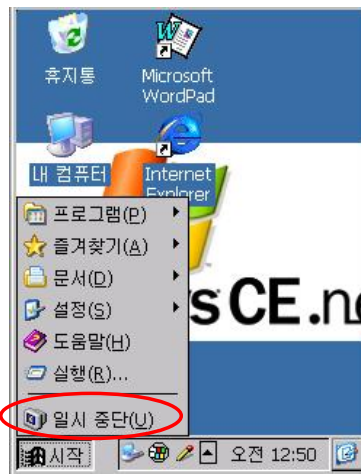 휴지통
Microsoft
WordPad
내 컴퓨터
Internet
Explorer
프로그램(P)
즐겨찾기(A)
문서(D)
설정(S)
도움말(H)
실행(R)...
일시 중단(U)
sCE.n
시작
오전 12:50